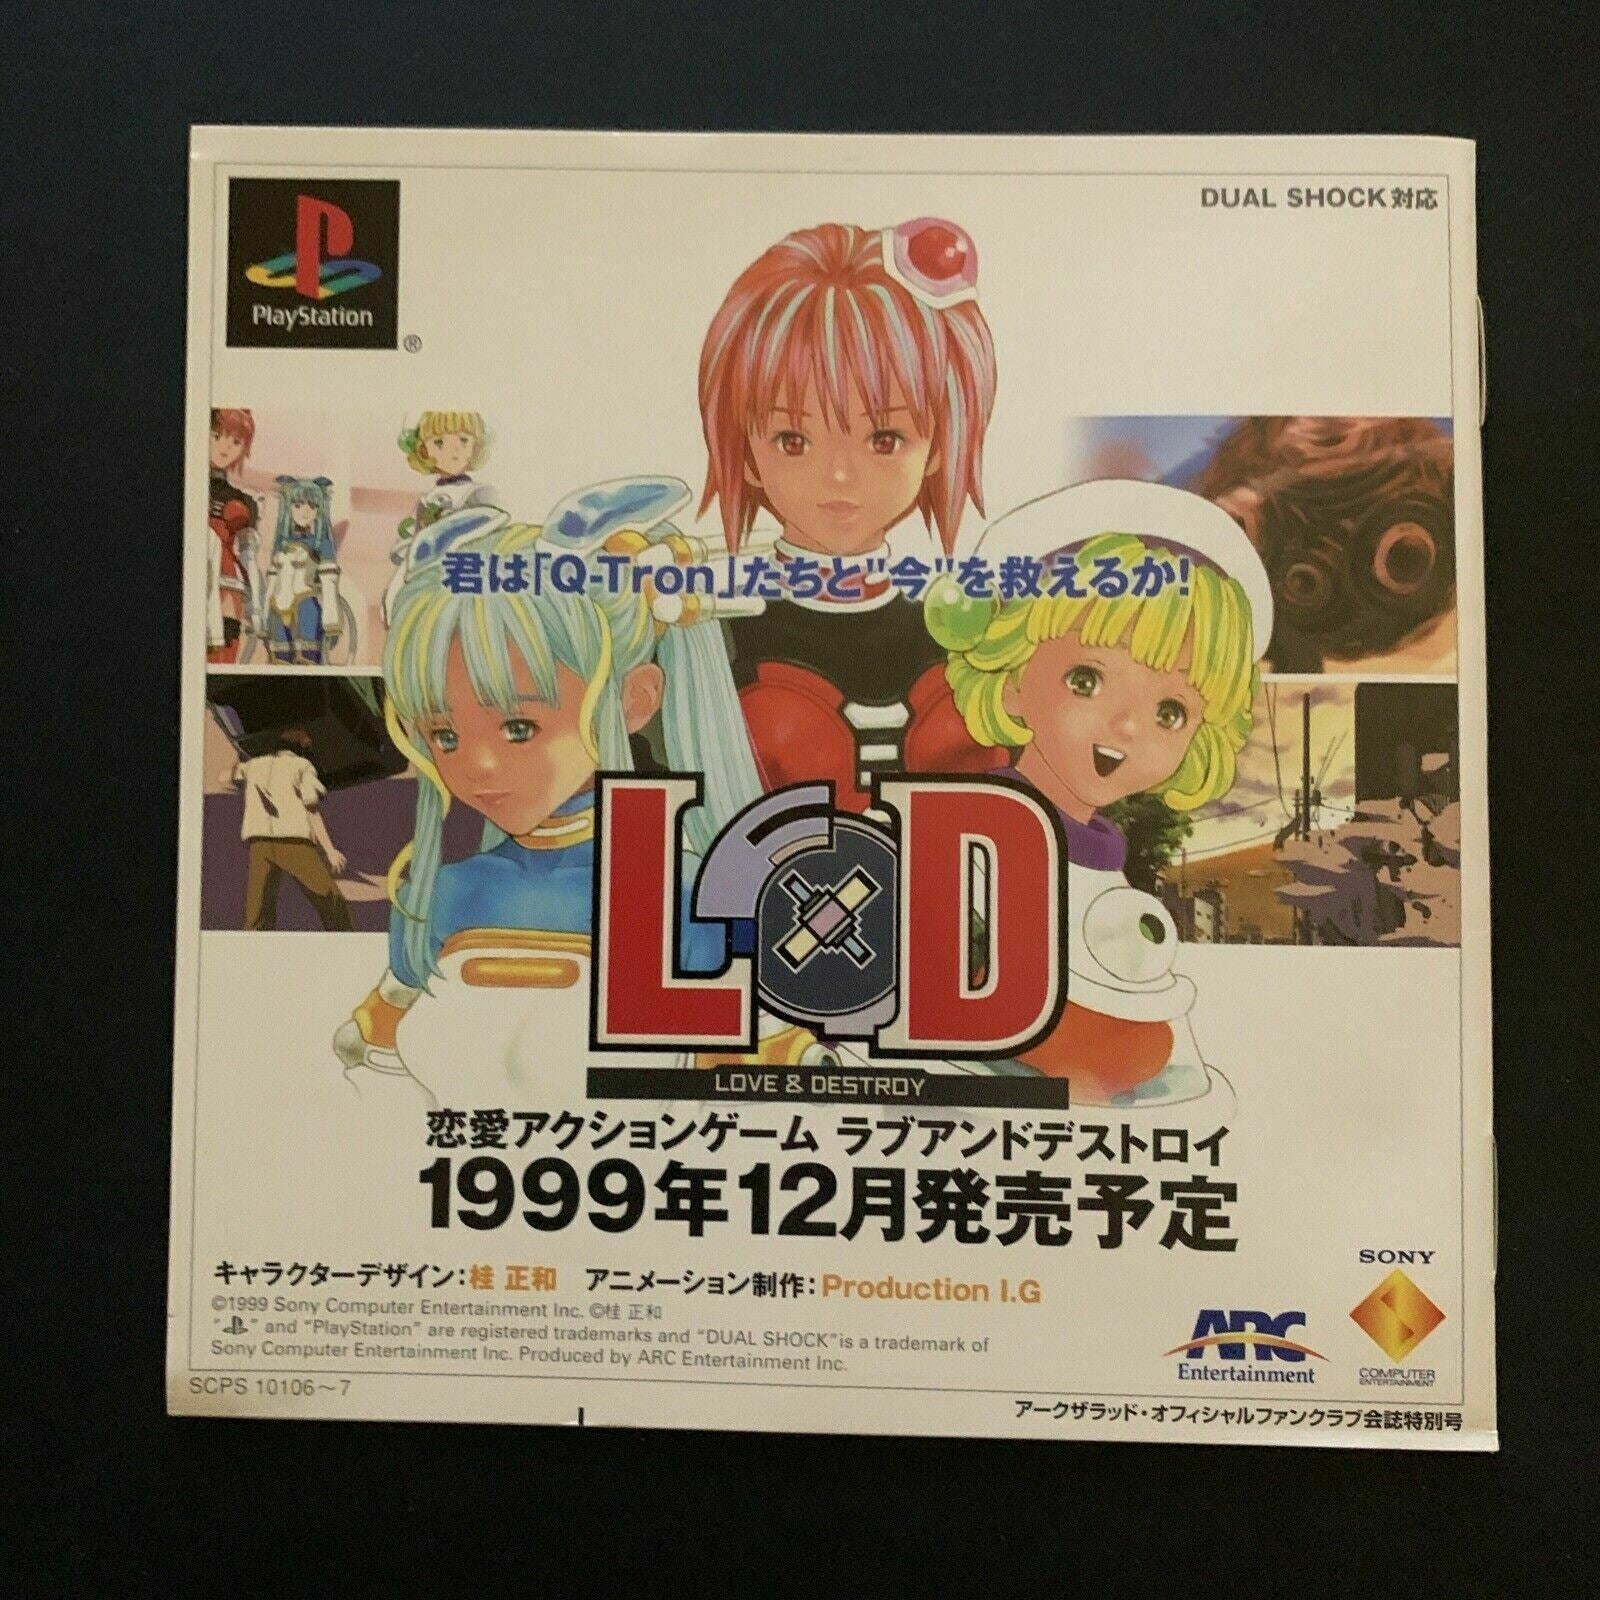 DUAL SHOCK対応
PlayStation
®
君は「Q-Tron」たちと"今"を救えるか!
L&D
LOVE & DESTROY
恋愛アクションゲーム ラブアンドデストロイ
1999年12月発売予定
キャラクターデザイン:桂 正和 アニメーション制作:Production I.G
©1999 Sony Computer Entertainment Inc. ©桂 正和
" " and "PlayStation" are registered trademarks and "DUAL SHOCK"is a trademark of
Sony Computer Entertainment Inc. Produced by ARC Entertainment Inc.
ARC
Entertainment
SONY
COMPUTER
ENTERTAINMENT
SCPS 10106～7
アークザラッド・オフィシャルファンクラブ会誌特別号